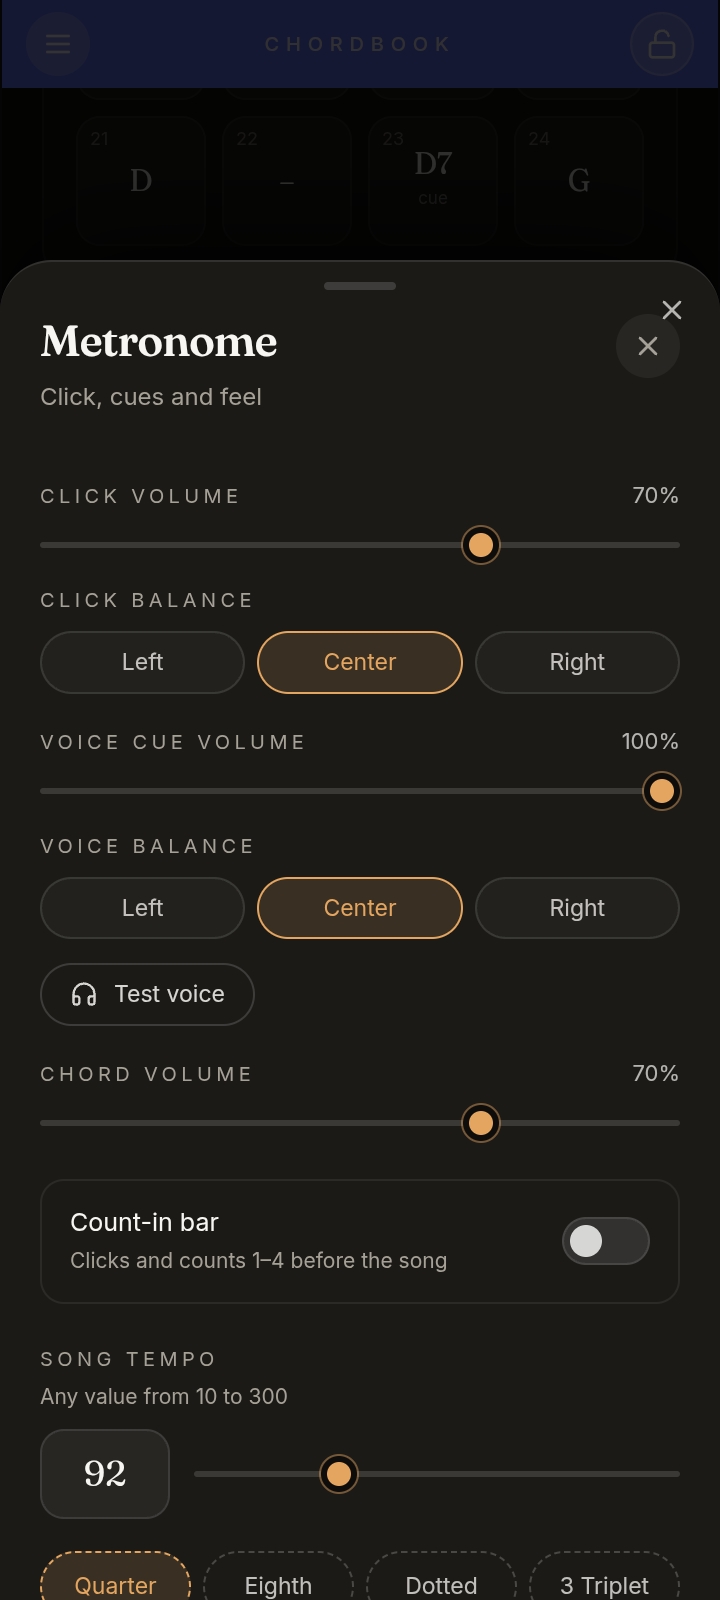 CHORDBOOK
21 22 23 24
D – D7 G
cue
Metronome
Click, cues and feel
CLICK VOLUME 70%
CLICK BALANCE
Left Center Right
VOICE CUE VOLUME 100%
VOICE BALANCE
Left Center Right
Test voice
CHORD VOLUME 70%
Count-in bar
Clicks and counts 1–4 before the song
SONG TEMPO
Any value from 10 to 300
92
Quarter Eighth Dotted 3 Triplet